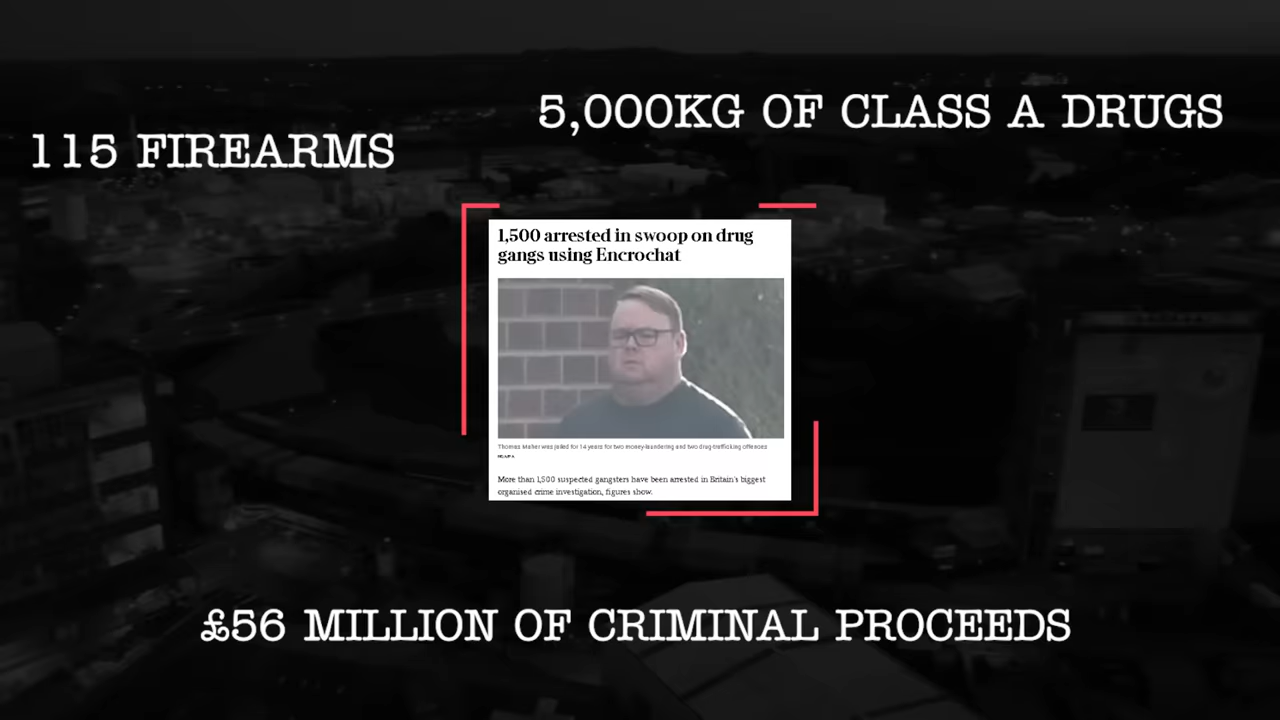 5,000KG OF CLASS A DRUGS
115 FIREARMS
1,500 arrested in swoop on drug
gangs using Encrochat
Thomas Maher was jailed for 14 years for two money-laundering and two drug-trafficking offences
More than 1,500 suspected gangsters have been arrested in Britain's biggest
organised crime investigation, figures show.
£56 MILLION OF CRIMINAL PROCEEDS